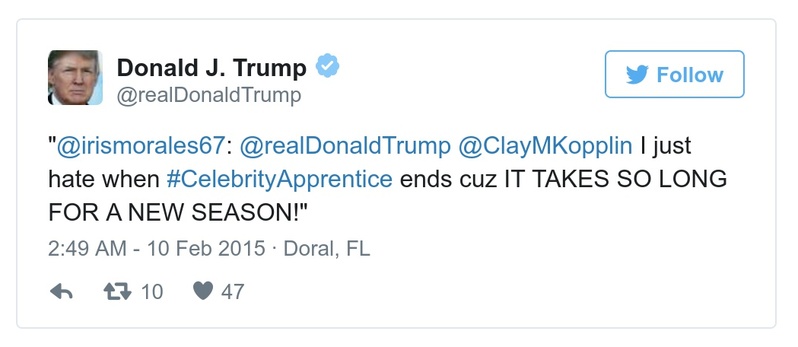 Donald J. Trump
@realDonaldTrump
Follow
"@irismorales67: @realDonaldTrump @ClayMKopplin I just
hate when #CelebrityApprentice ends cuz IT TAKES SO LONG
FOR A NEW SEASON!"
2:49 AM - 10 Feb 2015 · Doral, FL
10 47